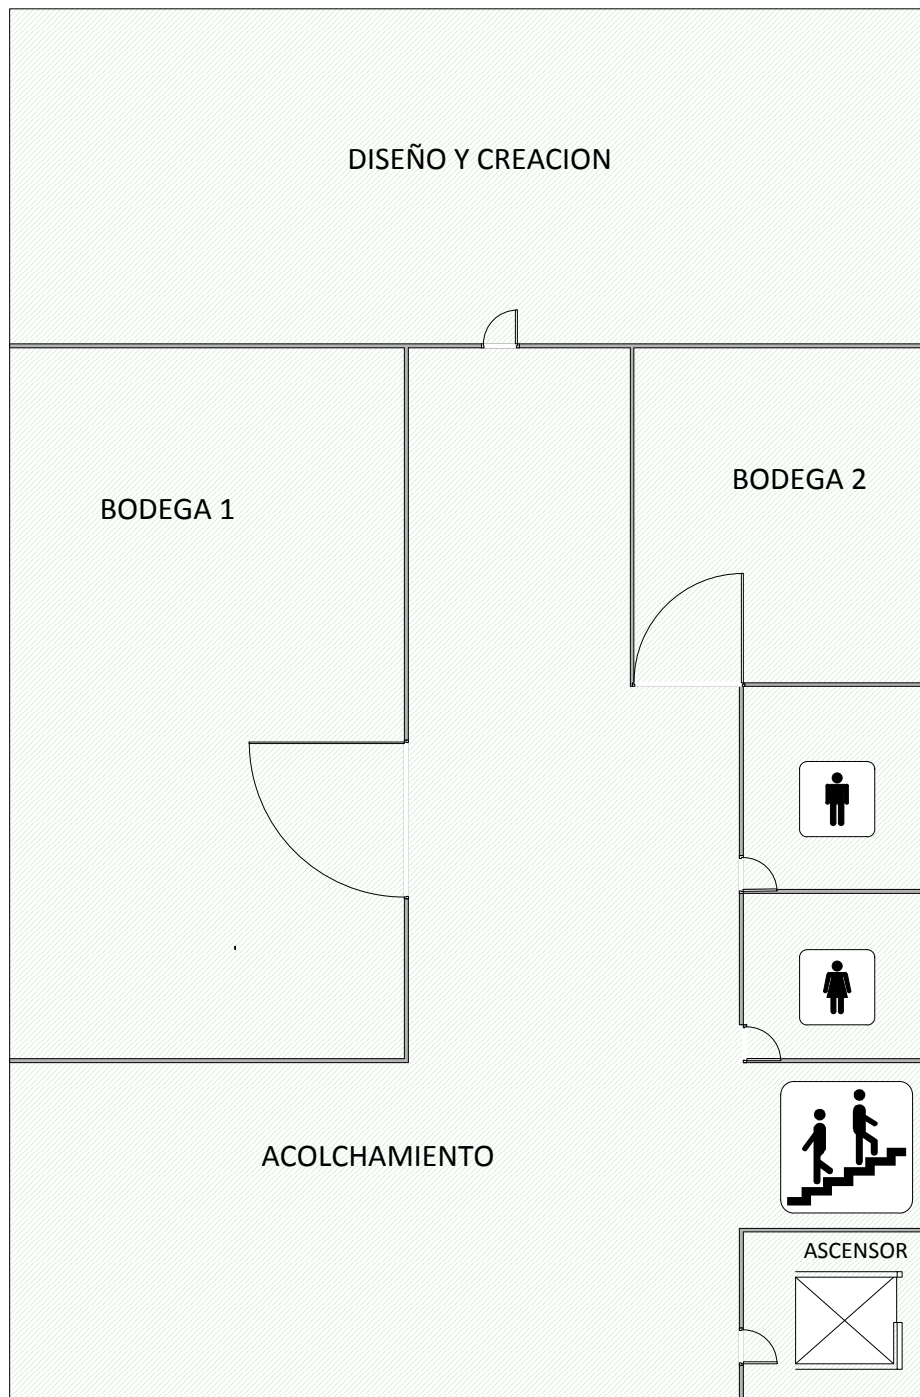 DISEÑO Y CREACION
BODEGA 1
BODEGA 2
ACOLCHAMIENTO
ASCENSOR